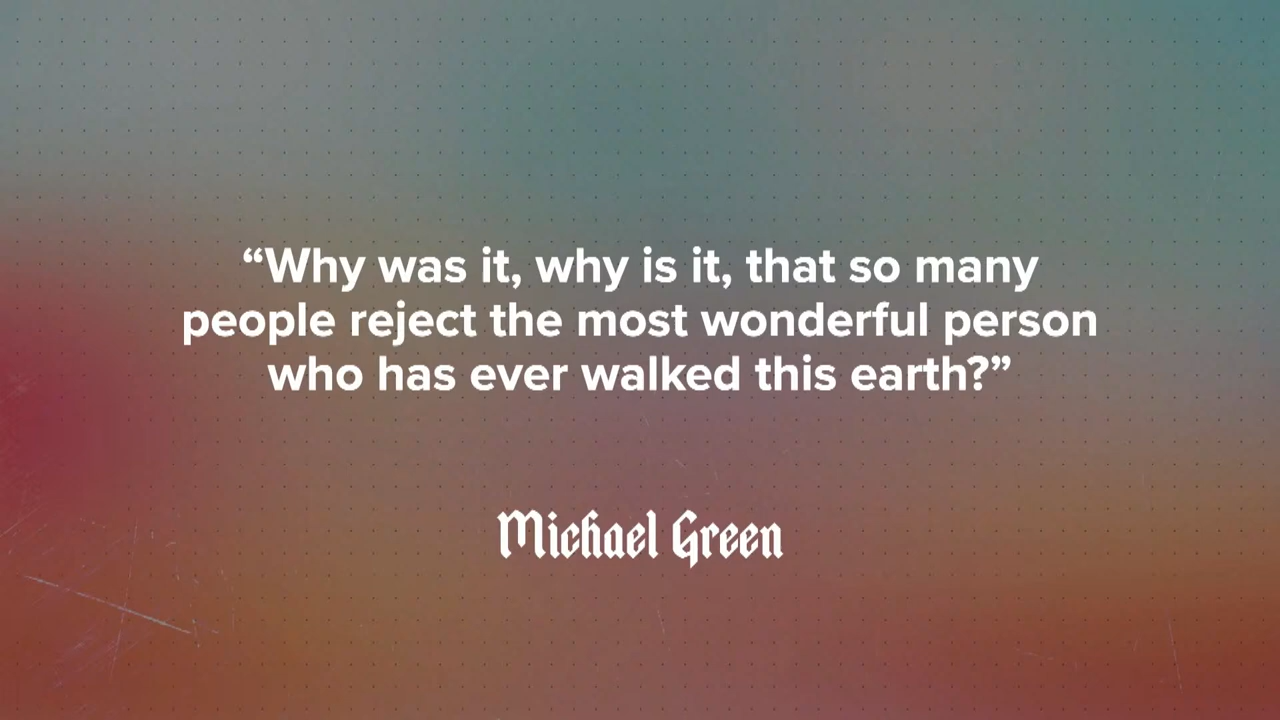 “Why was it, why is it, that so many
people reject the most wonderful person
who has ever walked this earth?”
Michael Green